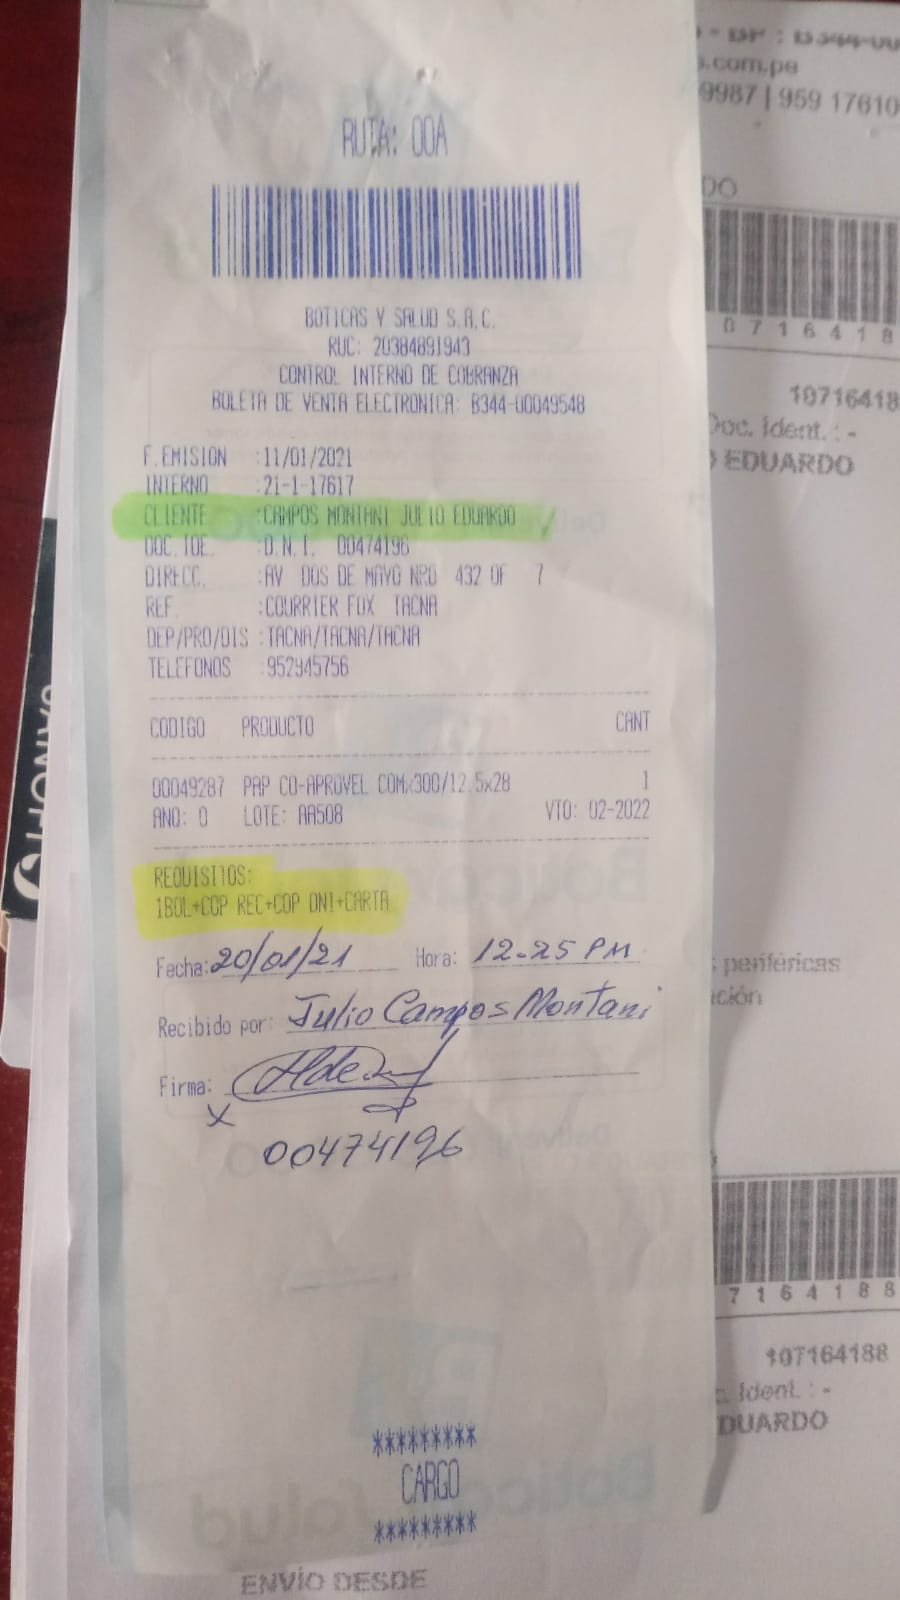 RUTA: 00A
BOTICAS Y SALUD S.A.C.
RUC: 20384891943
CONTROL INTERNO DE COBRANZA
BOLETA DE VENTA ELECTRONICA: B344-00049548
F.EMISION :11/01/2021
INTERNO :21-1-17617
CLIENTE :CAMPOS MONTANI JULIO EDUARDO
DOC.IDE. :D.N.I. 00474196
DIRECC. :AV DOS DE MAYO NRO 432 OF 7
REF. :COURRIER FOX TACNA
DEP/PRO/DIS :TACNA/TACNA/TACNA
TELEFONOS :952945756
CODIGO PRODUCTO CANT
00049287 PAP CO-APROVEL COMx300/12.5x28 1
ANO: 0 LOTE: AA508 VTO: 02-2022
REQUISITOS:
1BOL+COP REC+COP DNI+CARTA
Fecha: 20/01/21 Hora: 12.25 PM
Recibido por: Julio Campos Montani
Firma:
X
00474196
*********
CARGO
*********
ENVÍO DESDE
.com.pe
9987 | 959 17610
DO
0 7 1 6 4 1 8
10716418
Doc. Ident. : -
EDUARDO
periféricas
ción
7 1 6 4 1 8 8
107164188
Ident. : -
DUARDO